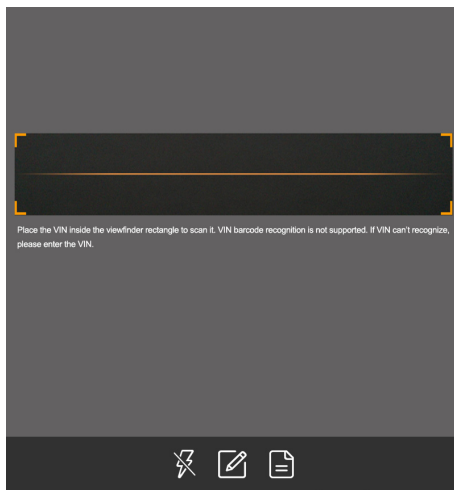 Place the VIN inside the viewfinder rectangle to scan it. VIN barcode recognition is not supported. If VIN can't recognize,
please enter the VIN.